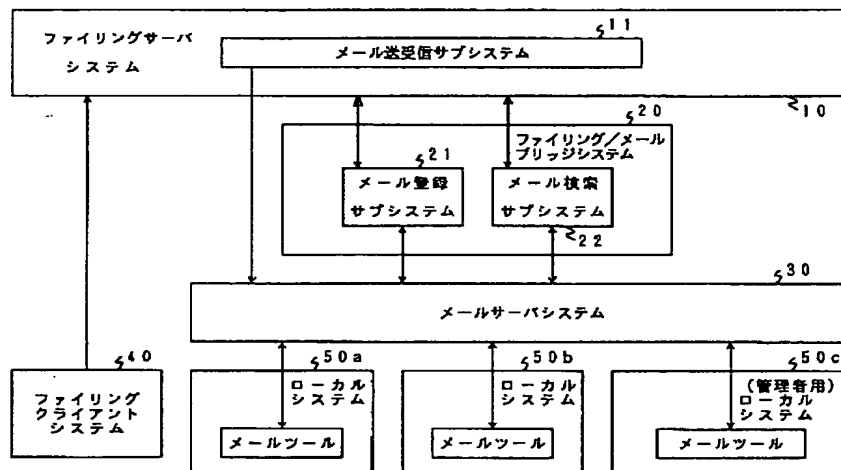 11
ファイリングサーバ
システム
メール送受信サブシステム
10
20
ファイリング/メール
ブリッジシステム
21
メール登録
サブシステム
メール検索
サブシステム
22
30
メールサーバシステム
40
ファイリング
クライアント
システム
50a
ローカル
システム
メールツール
50b
ローカル
システム
メールツール
50c
(管理者用)
ローカル
システム
メールツール